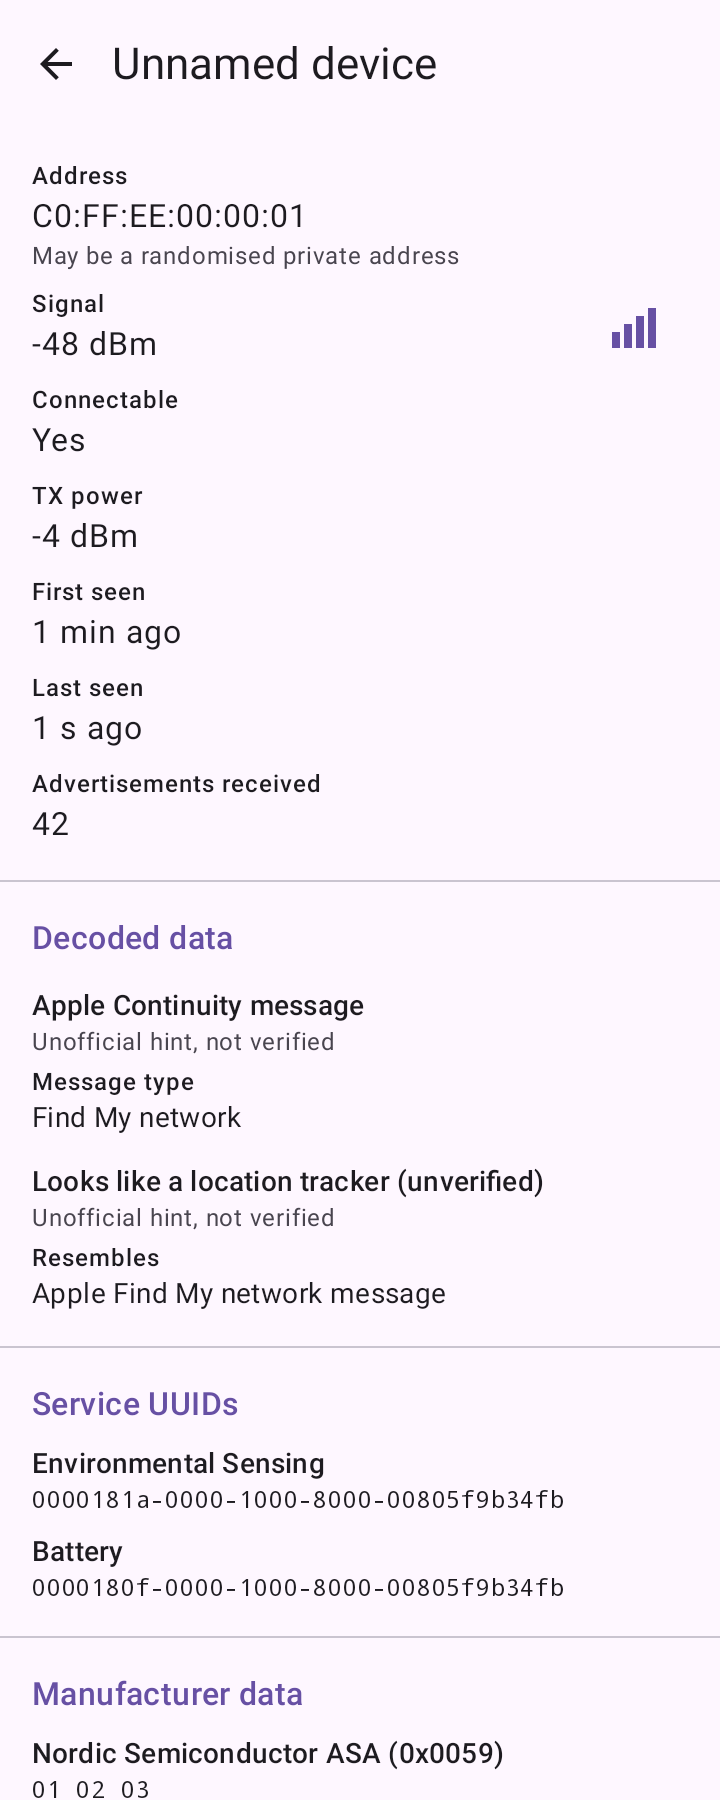 Unnamed device
Address
C0:FF:EE:00:00:01
May be a randomised private address
Signal
-48 dBm
Connectable
Yes
TX power
-4 dBm
First seen
1 min ago
Last seen
1 s ago
Advertisements received
42
Decoded data
Apple Continuity message
Unofficial hint, not verified
Message type
Find My network
Looks like a location tracker (unverified)
Unofficial hint, not verified
Resembles
Apple Find My network message
Service UUIDs
Environmental Sensing
0000181a-0000-1000-8000-00805f9b34fb
Battery
0000180f-0000-1000-8000-00805f9b34fb
Manufacturer data
Nordic Semiconductor ASA (0x0059)
01 02 03